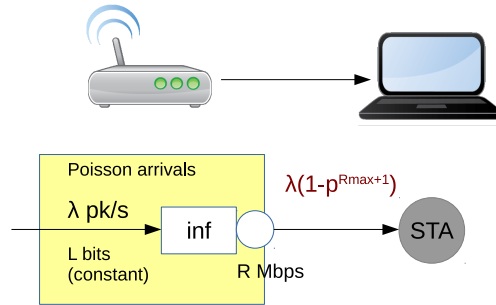 Poisson arrivals
λ pk/s
L bits
(constant)
inf
R Mbps
λ(1-p^{Rmax+1})
STA